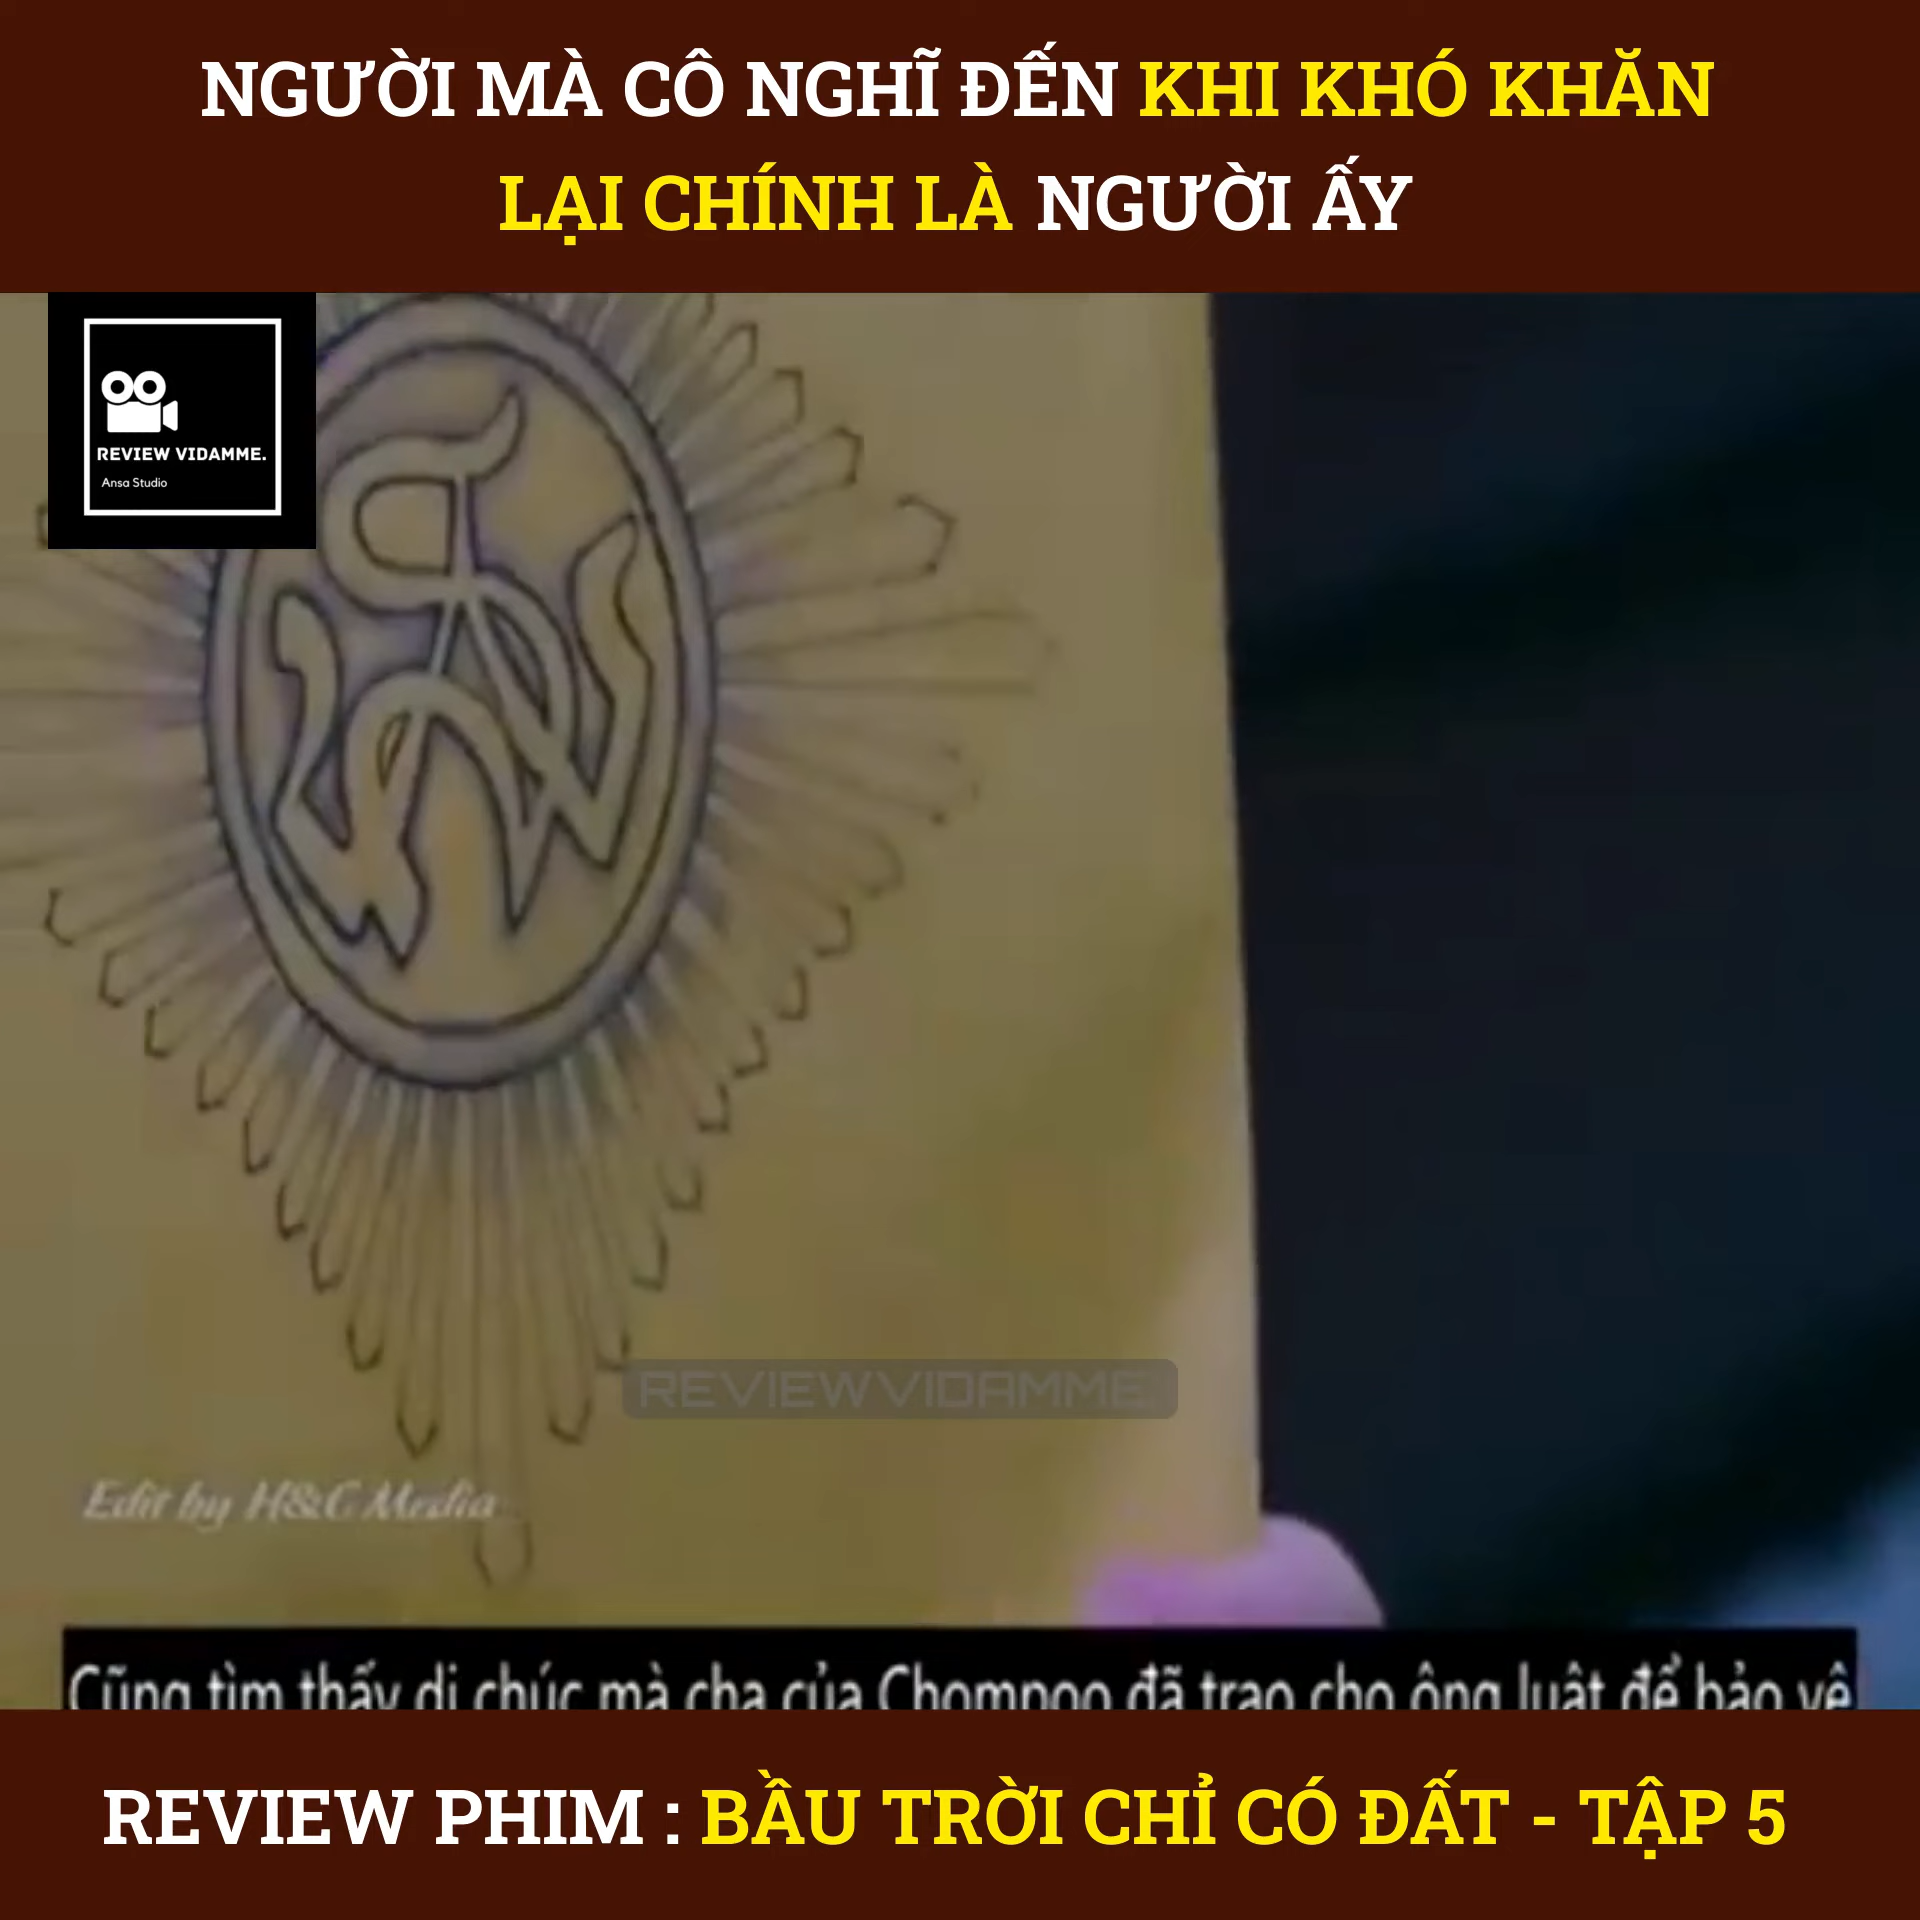 NGƯỜI MÀ CÔ NGHĨ ĐẾN KHI KHÓ KHĂN
LẠI CHÍNH LÀ NGƯỜI ẤY
REVIEW VIDAMME.
Ansa Studio
REVIEWVIDAMME.
Edit by H&C Media
Cũng tìm thấy di chúc mà cha của Chompoo đã trao cho ông luật để bảo vệ
REVIEW PHIM : BẦU TRỜI CHỈ CÓ ĐẤT - TẬP 5